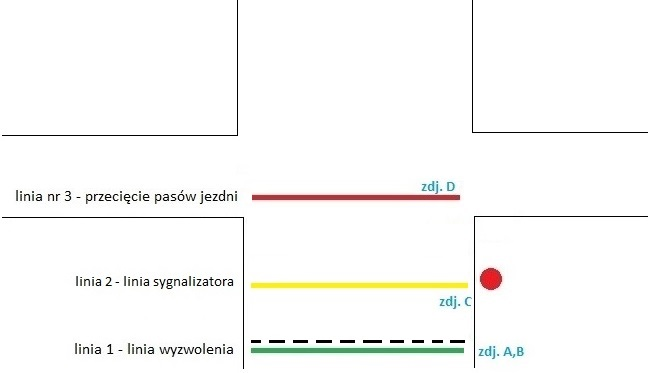 zdj. D
linia nr 3 - przecięcie pasów jezdni
linia 2 - linia sygnalizatora
zdj. C
linia 1 - linia wyzwolenia
zdj. A,B